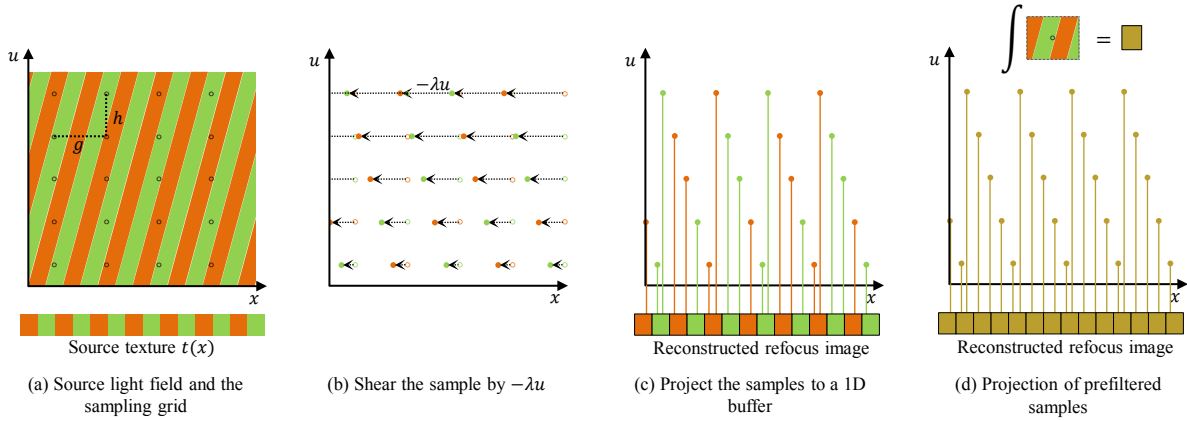 u
h
g
x
Source texture t(x)
(a) Source light field and the
sampling grid
u
−λu
x
(b) Shear the sample by −λu
u
x
Reconstructed refocus image
(c) Project the samples to a 1D
buffer
∫ =
u
x
Reconstructed refocus image
(d) Projection of prefiltered
samples